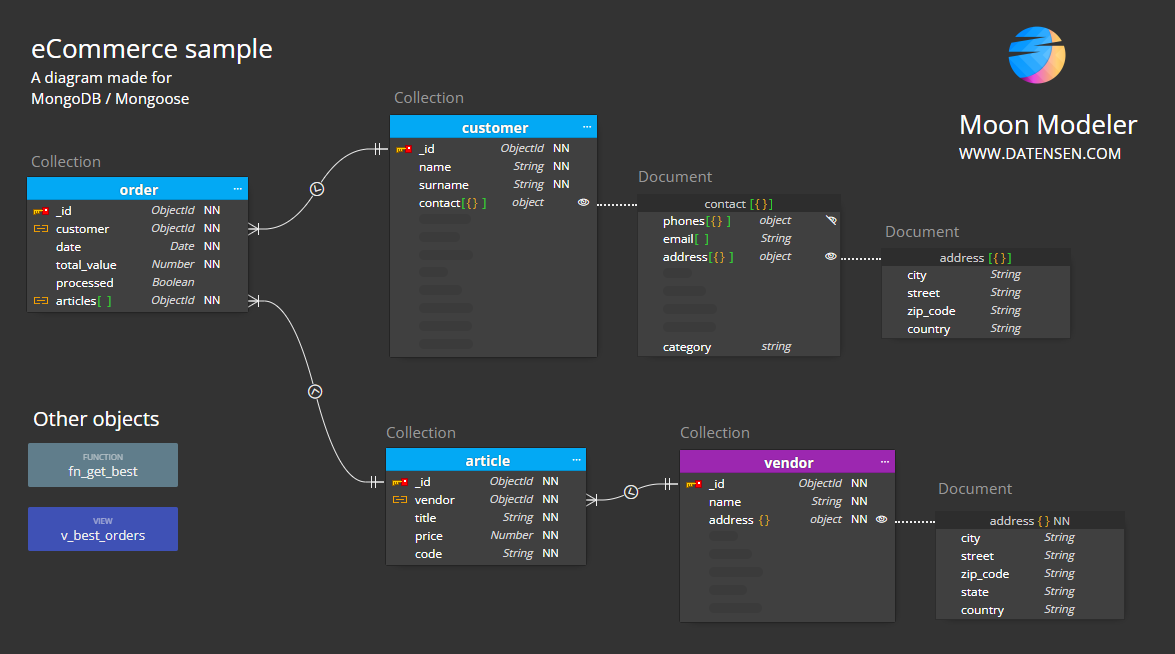 eCommerce sample
A diagram made for
MongoDB / Mongoose
Moon Modeler
WWW.DATENSEN.COM
Collection
order ...
_id ObjectId NN
customer ObjectId NN
date Date NN
total_value Number NN
processed Boolean
articles[ ] ObjectId NN
Collection
customer ...
_id ObjectId NN
name String NN
surname String NN
contact[{} ] object
Document
contact [{}]
phones[{} ] object
email[ ] String
address[{} ] object
category string
Document
address [{}]
city String
street String
zip_code String
country String
Other objects
FUNCTION
fn_get_best
VIEW
v_best_orders
Collection
article ...
_id ObjectId NN
vendor ObjectId NN
title String NN
price Number NN
code String NN
Collection
vendor ...
_id ObjectId NN
name String NN
address {} object NN
Document
address {} NN
city String
street String
zip_code String
state String
country String